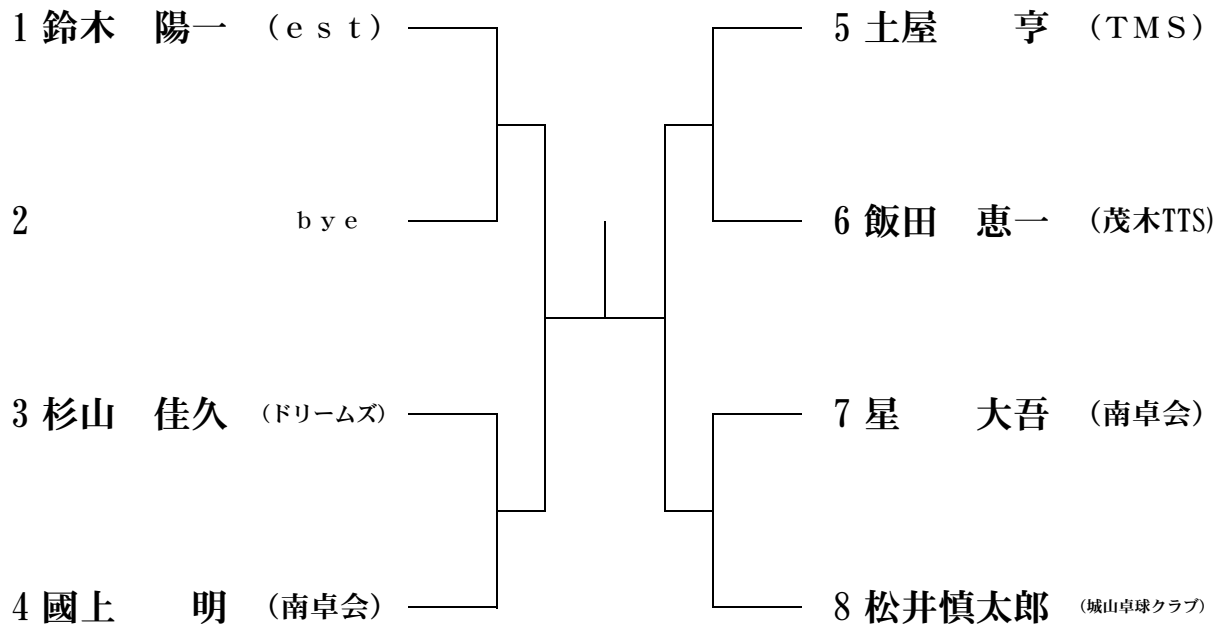 1 鈴木　陽一　（ｅｓｔ）
2　ｂｙｅ
3 杉山　佳久　（ドリームズ）
4 國上　　明　（南卓会）
5 土屋　　亨　（ＴＭＳ）
6 飯田　恵一　（茂木TTS)
7 星　　大吾　（南卓会）
8 松井慎太郎　（城山卓球クラブ）